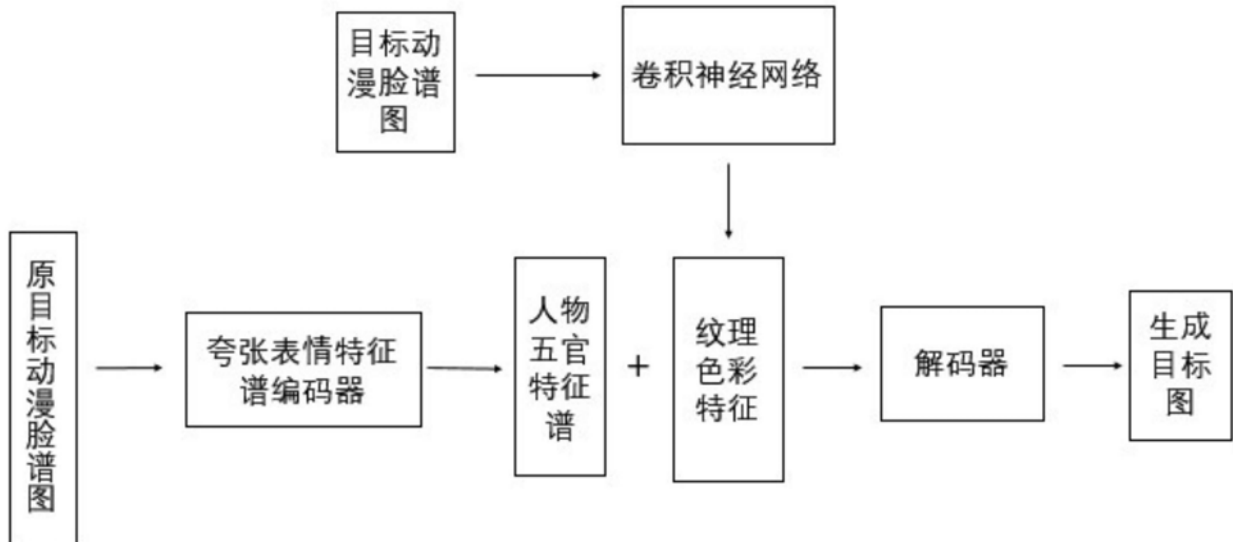 目标动
漫脸谱
图
卷积神经网络
原
目
标
动
漫
脸
谱
图
夸张表情特征
谱编码器
人物
五官
特征
谱
+
纹理
色彩
特征
解码器
生成
目标
图